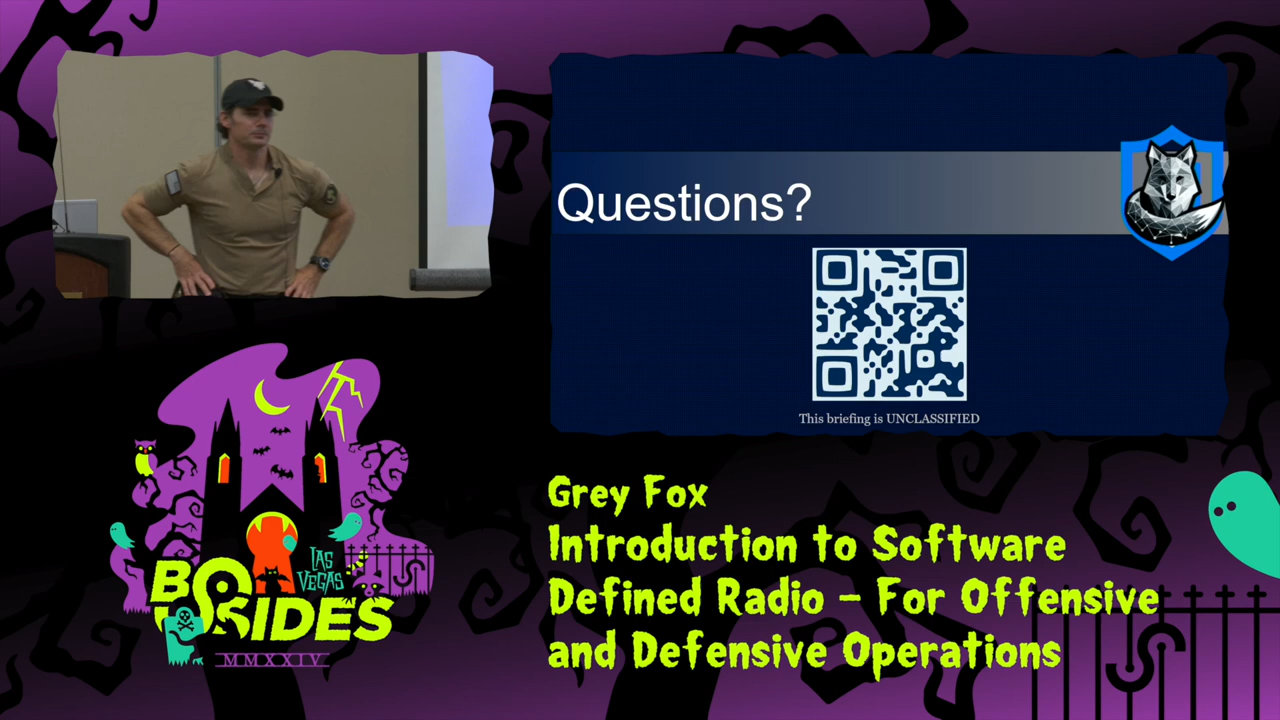 Questions?
This briefing is UNCLASSIFIED
LAS
VEGAS
BSIDES
MMXXIV
Grey Fox
Introduction to Software
Defined Radio – For Offensive
and Defensive Operations